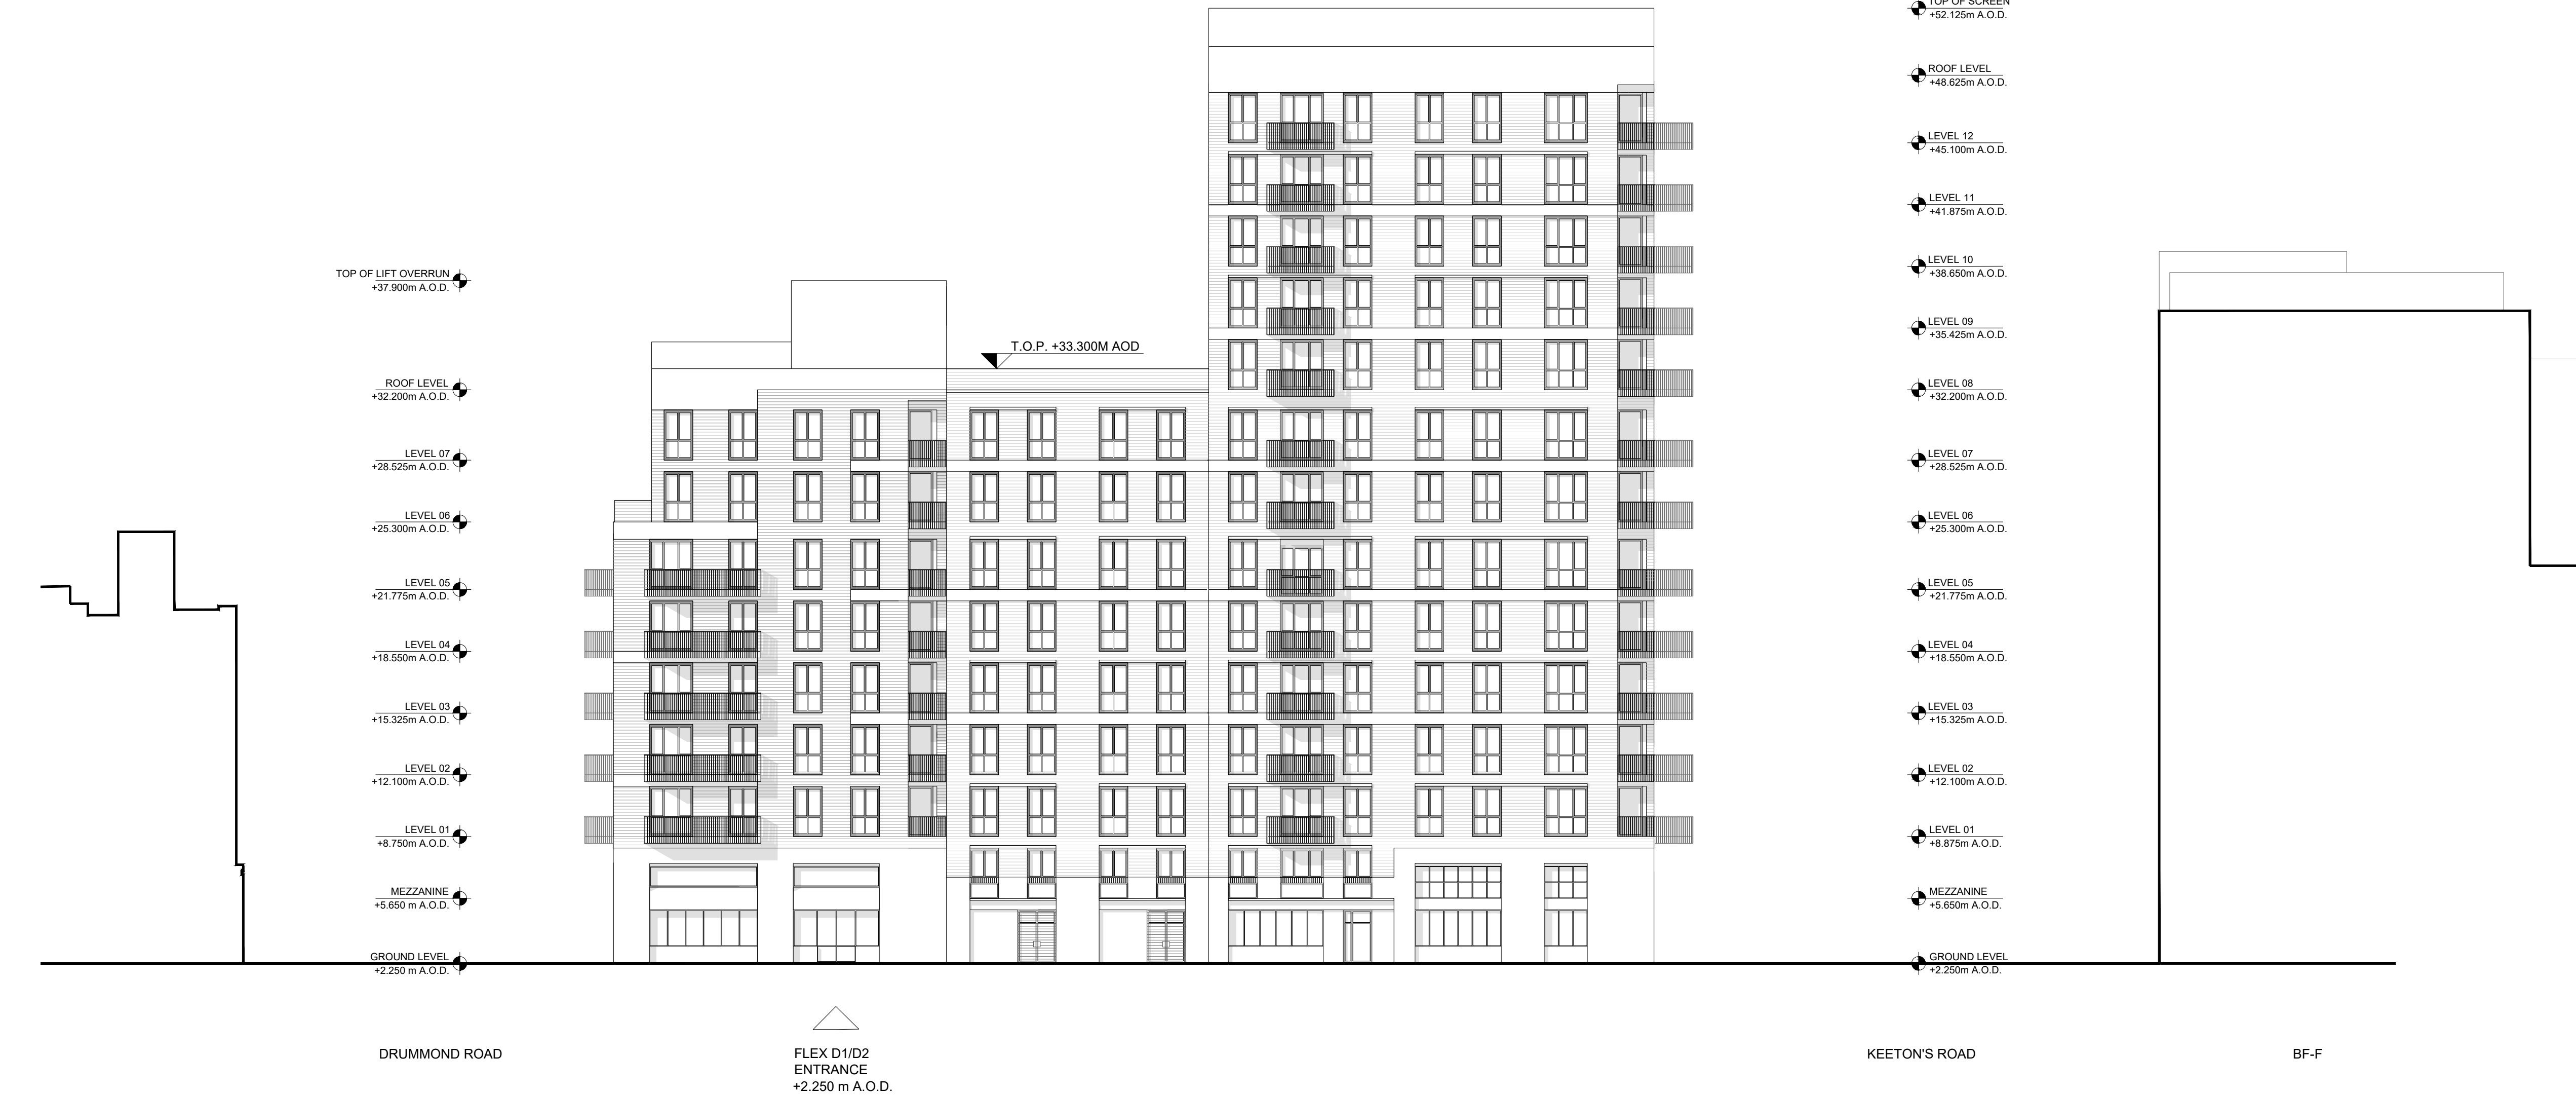 TOP OF SCREEN
+52.125m A.O.D.
ROOF LEVEL
+48.625m A.O.D.
LEVEL 12
+45.100m A.O.D.
LEVEL 11
+41.875m A.O.D.
LEVEL 10
+38.650m A.O.D.
LEVEL 09
+35.425m A.O.D.
LEVEL 08
+32.200m A.O.D.
LEVEL 07
+28.525m A.O.D.
LEVEL 06
+25.300m A.O.D.
LEVEL 05
+21.775m A.O.D.
LEVEL 04
+18.550m A.O.D.
LEVEL 03
+15.325m A.O.D.
LEVEL 02
+12.100m A.O.D.
LEVEL 01
+8.875m A.O.D.
MEZZANINE
+5.650m A.O.D.
GROUND LEVEL
+2.250m A.O.D.
TOP OF LIFT OVERRUN
+37.900m A.O.D.
T.O.P. +33.300M AOD
ROOF LEVEL
+32.200m A.O.D.
LEVEL 07
+28.525m A.O.D.
LEVEL 06
+25.300m A.O.D.
LEVEL 05
+21.775m A.O.D.
LEVEL 04
+18.550m A.O.D.
LEVEL 03
+15.325m A.O.D.
LEVEL 02
+12.100m A.O.D.
LEVEL 01
+8.750m A.O.D.
MEZZANINE
+5.650 m A.O.D.
GROUND LEVEL
+2.250 m A.O.D.
DRUMMOND ROAD
FLEX D1/D2
ENTRANCE
+2.250 m A.O.D.
KEETON'S ROAD
BF-F